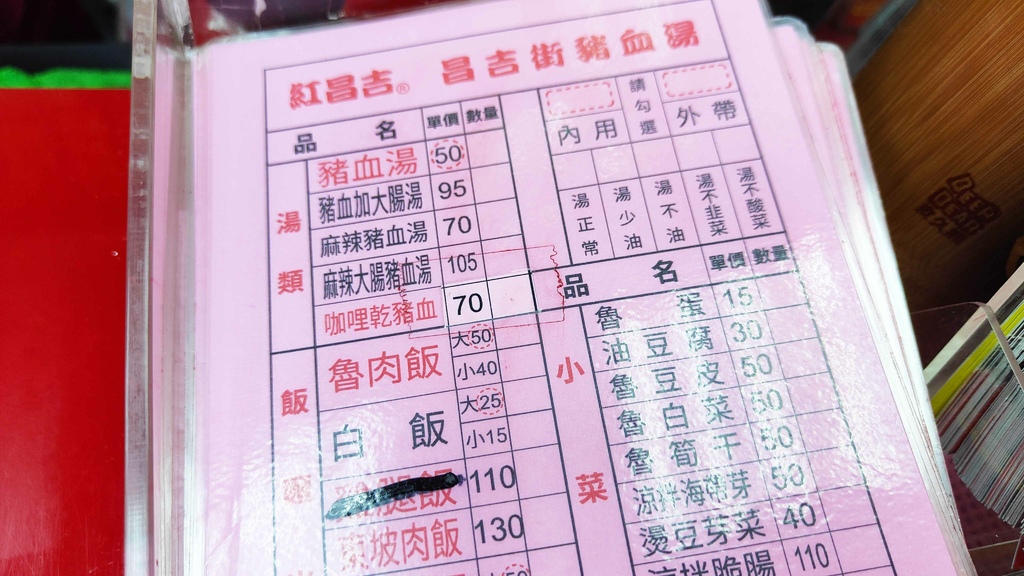 紅昌吉® 昌吉街豬血湯
品名 單價 數量
湯類
豬血湯 50
豬血加大腸湯 95
麻辣豬血湯 70
麻辣大腸豬血湯 105
咖哩乾豬血 70
飯
魯肉飯 大50
小40
白飯 大25
小15
飯 110
東坡肉飯 130
內用 請勾選 外帶
湯正常 湯少油 湯不油 湯不韭菜 湯不酸菜
品名 單價 數量
小菜
魯蛋 15
油豆腐 30
魯豆皮 50
魯白菜 50
魯筍干 50
涼拌海帶芽 50
燙豆芽菜 40
涼拌脆腸 110